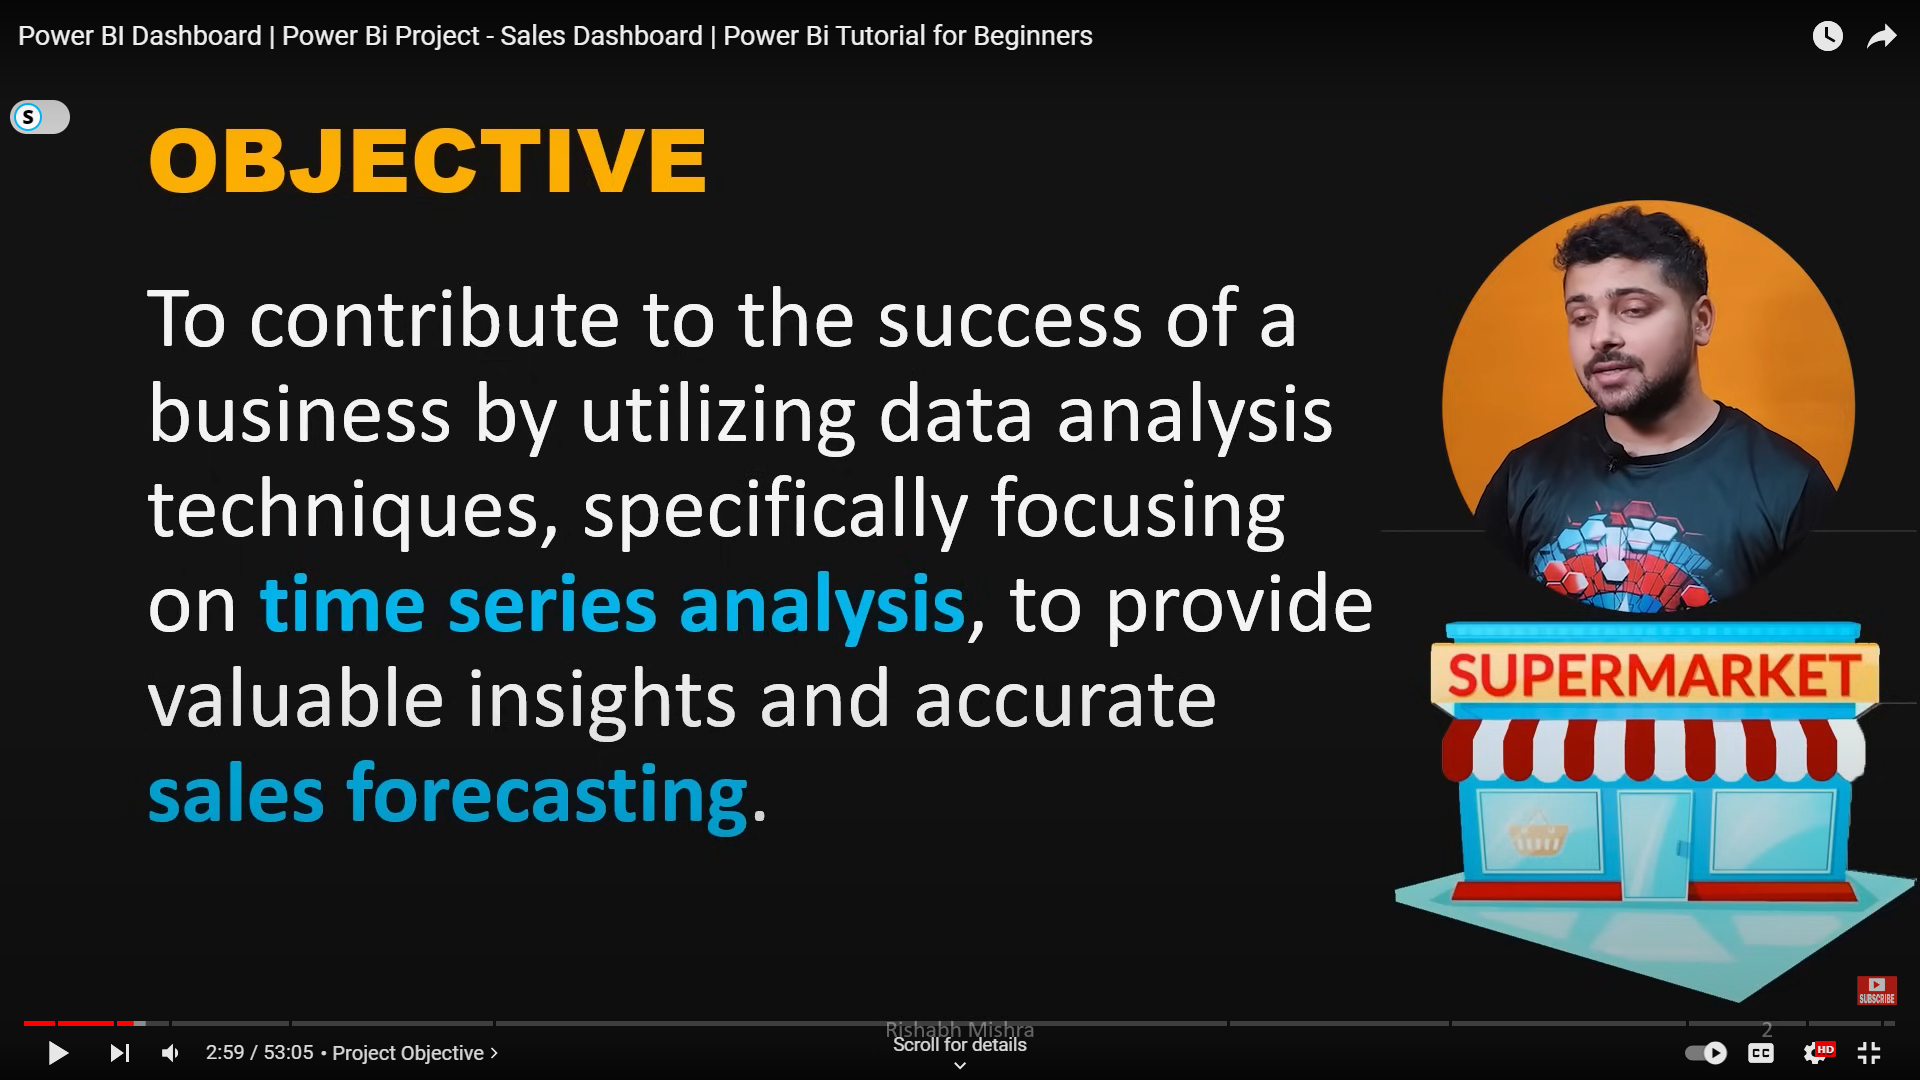 Power BI Dashboard | Power Bi Project - Sales Dashboard | Power Bi Tutorial for Beginners
S
OBJECTIVE
To contribute to the success of a
business by utilizing data analysis
techniques, specifically focusing
on time series analysis, to provide
valuable insights and accurate
sales forecasting.
SUPERMARKET
SUBSCRIBE
Rishabh Mishra
2
Scroll for details
2:59 / 53:05 • Project Objective
CC
HD